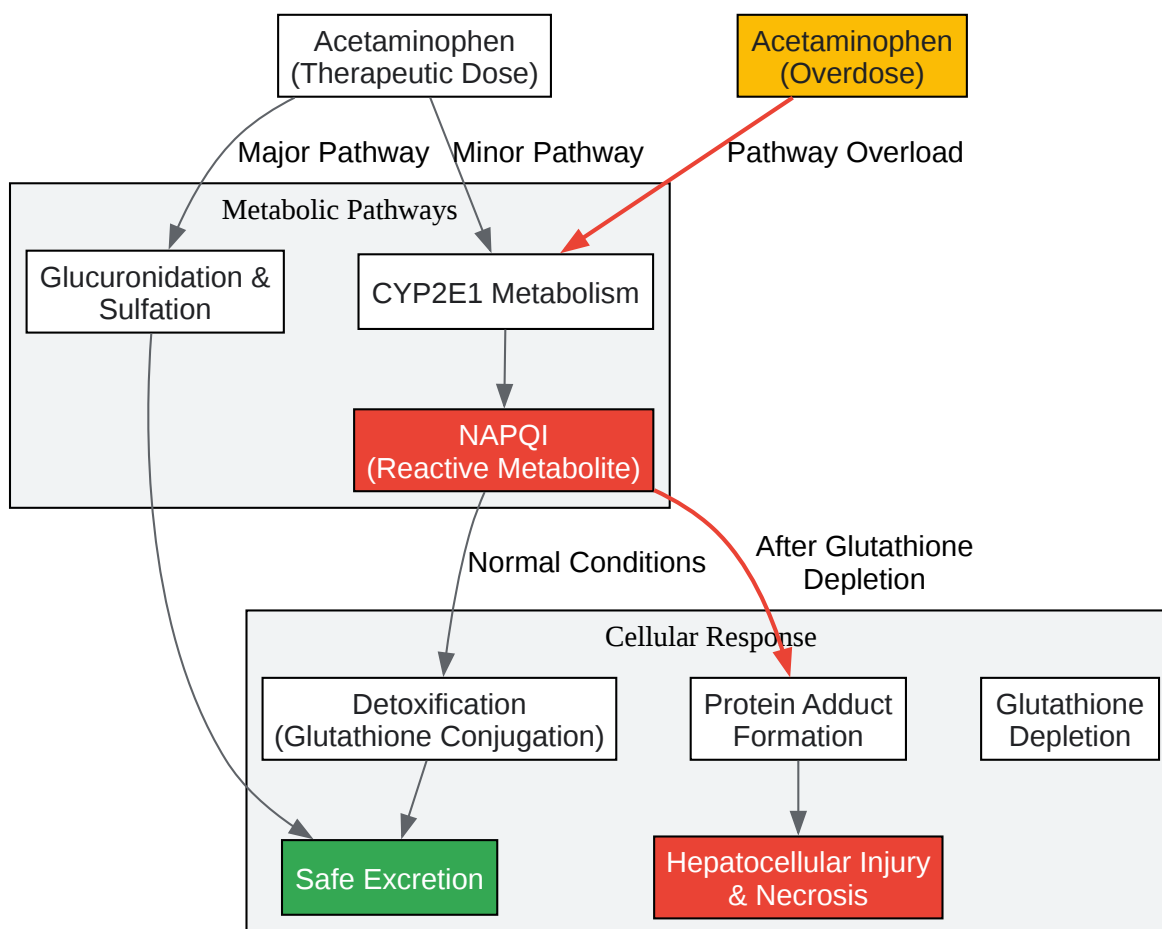 Acetaminophen
(Therapeutic Dose)
Acetaminophen
(Overdose)
Major Pathway
Minor Pathway
Pathway Overload
Metabolic Pathways
Glucuronidation &
Sulfation
CYP2E1 Metabolism
NAPQI
(Reactive Metabolite)
Normal Conditions
After Glutathione
Depletion
Cellular Response
Detoxification
(Glutathione Conjugation)
Protein Adduct
Formation
Glutathione
Depletion
Safe Excretion
Hepatocellular Injury
& Necrosis